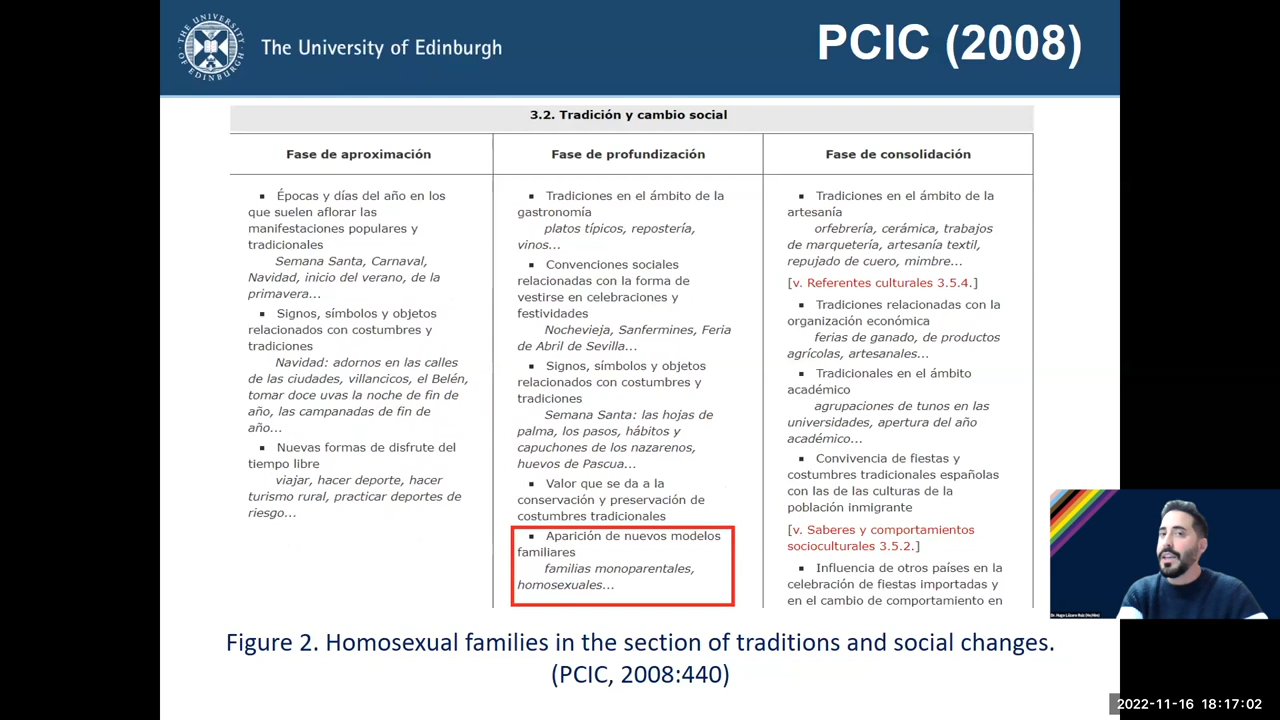 THE UNIVERSITY OF EDINBURGH
The University of Edinburgh
PCIC (2008)
3.2. Tradición y cambio social
Fase de aproximación
▪ Épocas y días del año en los
que suelen aflorar las
manifestaciones populares y
tradicionales
Semana Santa, Carnaval,
Navidad, inicio del verano, de la
primavera...
▪ Signos, símbolos y objetos
relacionados con costumbres y
tradiciones
Navidad: adornos en las calles
de las ciudades, villancicos, el Belén,
tomar doce uvas la noche de fin de
año, las campanadas de fin de
año...
▪ Nuevas formas de disfrute del
tiempo libre
viajar, hacer deporte, hacer
turismo rural, practicar deportes de
riesgo...
Fase de profundización
▪ Tradiciones en el ámbito de la
gastronomía
platos típicos, repostería,
vinos...
▪ Convenciones sociales
relacionadas con la forma de
vestirse en celebraciones y
festividades
Nochevieja, Sanfermines, Feria
de Abril de Sevilla...
▪ Signos, símbolos y objetos
relacionados con costumbres y
tradiciones
Semana Santa: las hojas de
palma, los pasos, hábitos y
capuchones de los nazarenos,
huevos de Pascua...
▪ Valor que se da a la
conservación y preservación de
costumbres tradicionales
▪ Aparición de nuevos modelos
familiares
familias monoparentales,
homosexuales...
Fase de consolidación
▪ Tradiciones en el ámbito de la
artesanía
orfebrería, cerámica, trabajos
de marquetería, artesanía textil,
repujado de cuero, mimbre...
[v. Referentes culturales 3.5.4.]
▪ Tradiciones relacionadas con la
organización económica
ferias de ganado, de productos
agrícolas, artesanales...
▪ Tradicionales en el ámbito
académico
agrupaciones de tunos en las
universidades, apertura del año
académico...
▪ Convivencia de fiestas y
costumbres tradicionales españolas
con las de las culturas de la
población inmigrante
[v. Saberes y comportamientos
socioculturales 3.5.2.]
▪ Influencia de otros países en la
celebración de fiestas importadas y
en el cambio de comportamiento en
Figure 2. Homosexual families in the section of traditions and social changes.
(PCIC, 2008:440)
2022-11-16 18:17:02